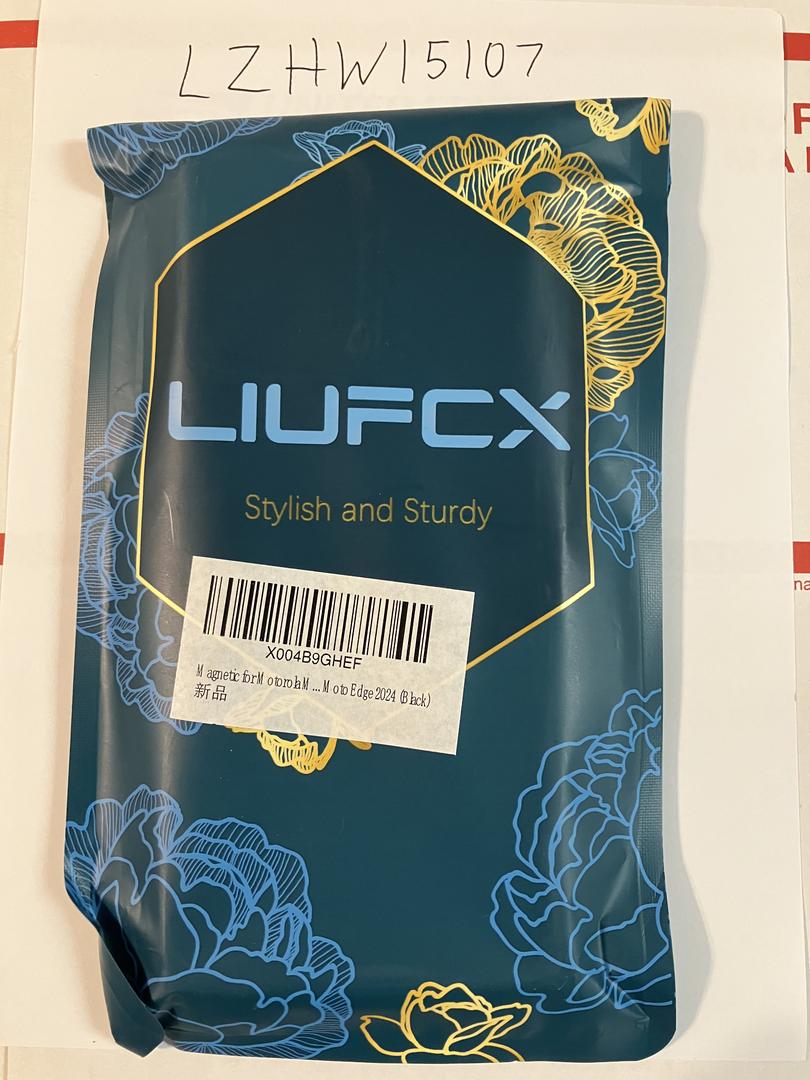 LZHW15107
LIUFCX
Stylish and Sturdy
X004B9GHEF
Magnetic for Motorola M... Moto Edge 2024 (Black)
新品